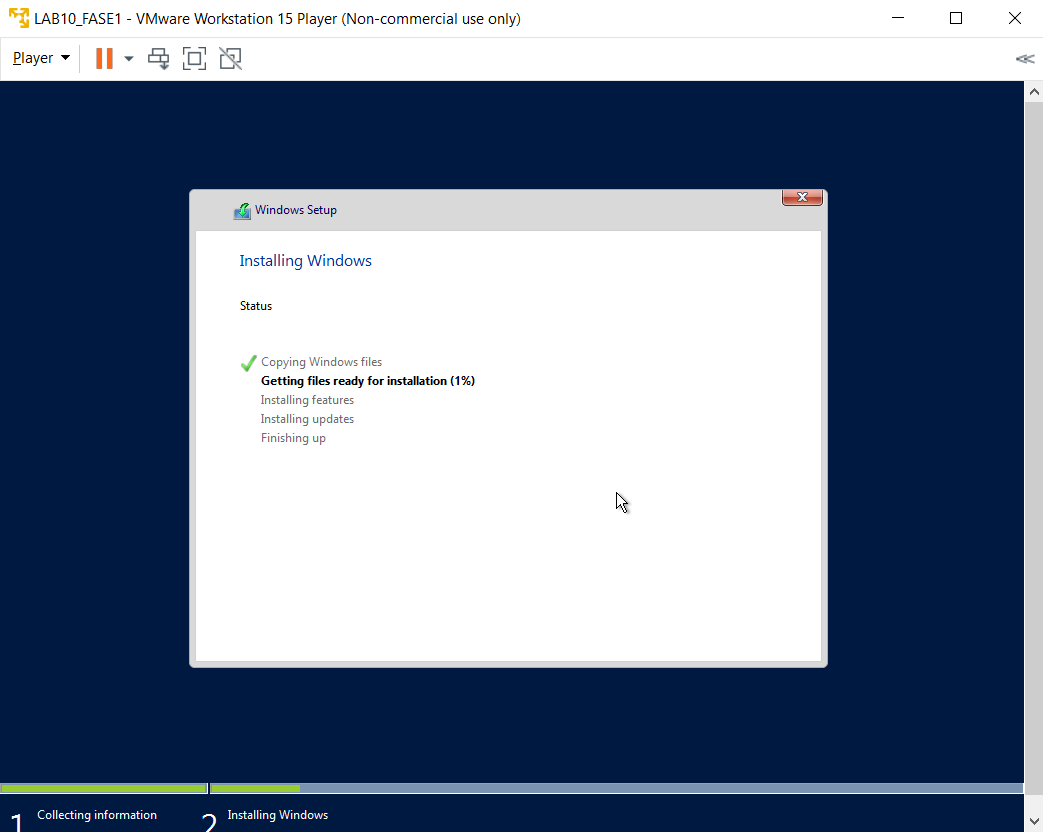 LAB10_FASE1 - VMware Workstation 15 Player (Non-commercial use only)
Player
Windows Setup
Installing Windows
Status
Copying Windows files
Getting files ready for installation (1%)
Installing features
Installing updates
Finishing up
1 Collecting information
2 Installing Windows